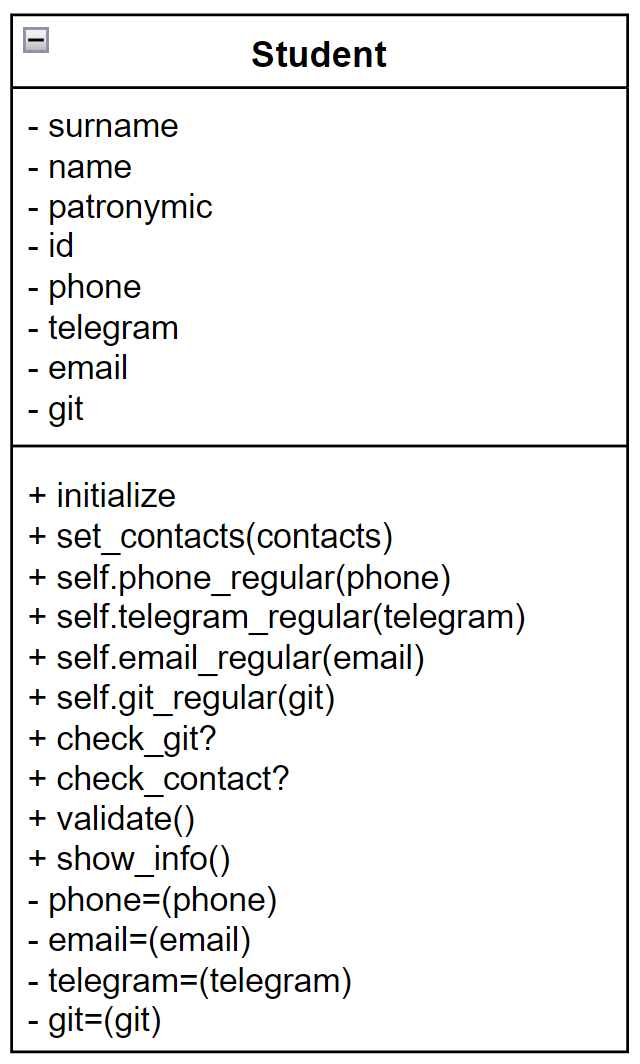 Student
- surname
- name
- patronymic
- id
- phone
- telegram
- email
- git
+ initialize
+ set_contacts(contacts)
+ self.phone_regular(phone)
+ self.telegram_regular(telegram)
+ self.email_regular(email)
+ self.git_regular(git)
+ check_git?
+ check_contact?
+ validate()
+ show_info()
- phone=(phone)
- email=(email)
- telegram=(telegram)
- git=(git)